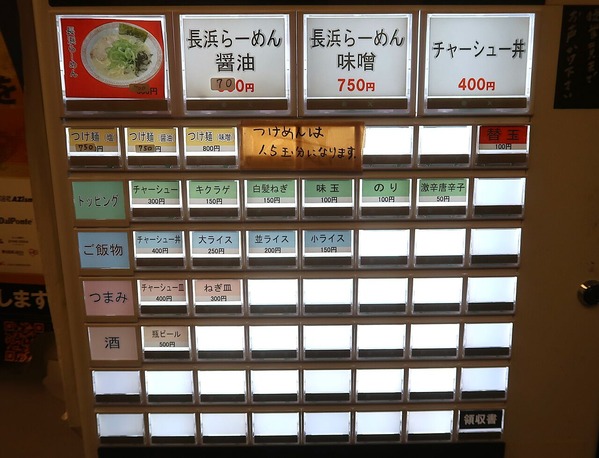 長浜らーめん
長浜らーめん
醤油
700円
長浜らーめん
味噌
750円
チャーシュー丼
400円
つけ麺 塩
750円
つけ麺 醤油
750円
つけ麺 味噌
800円
つけめんは
1.5玉分になります。
替玉
100円
トッピング
チャーシュー
300円
キクラゲ
150円
白髪ねぎ
150円
味玉
100円
のり
100円
激辛唐辛子
50円
ご飯物
チャーシュー丼
400円
大ライス
250円
並ライス
200円
小ライス
150円
つまみ
チャーシュー皿
400円
ねぎ皿
300円
酒
瓶ビール
500円
領収書
DalPonte
します